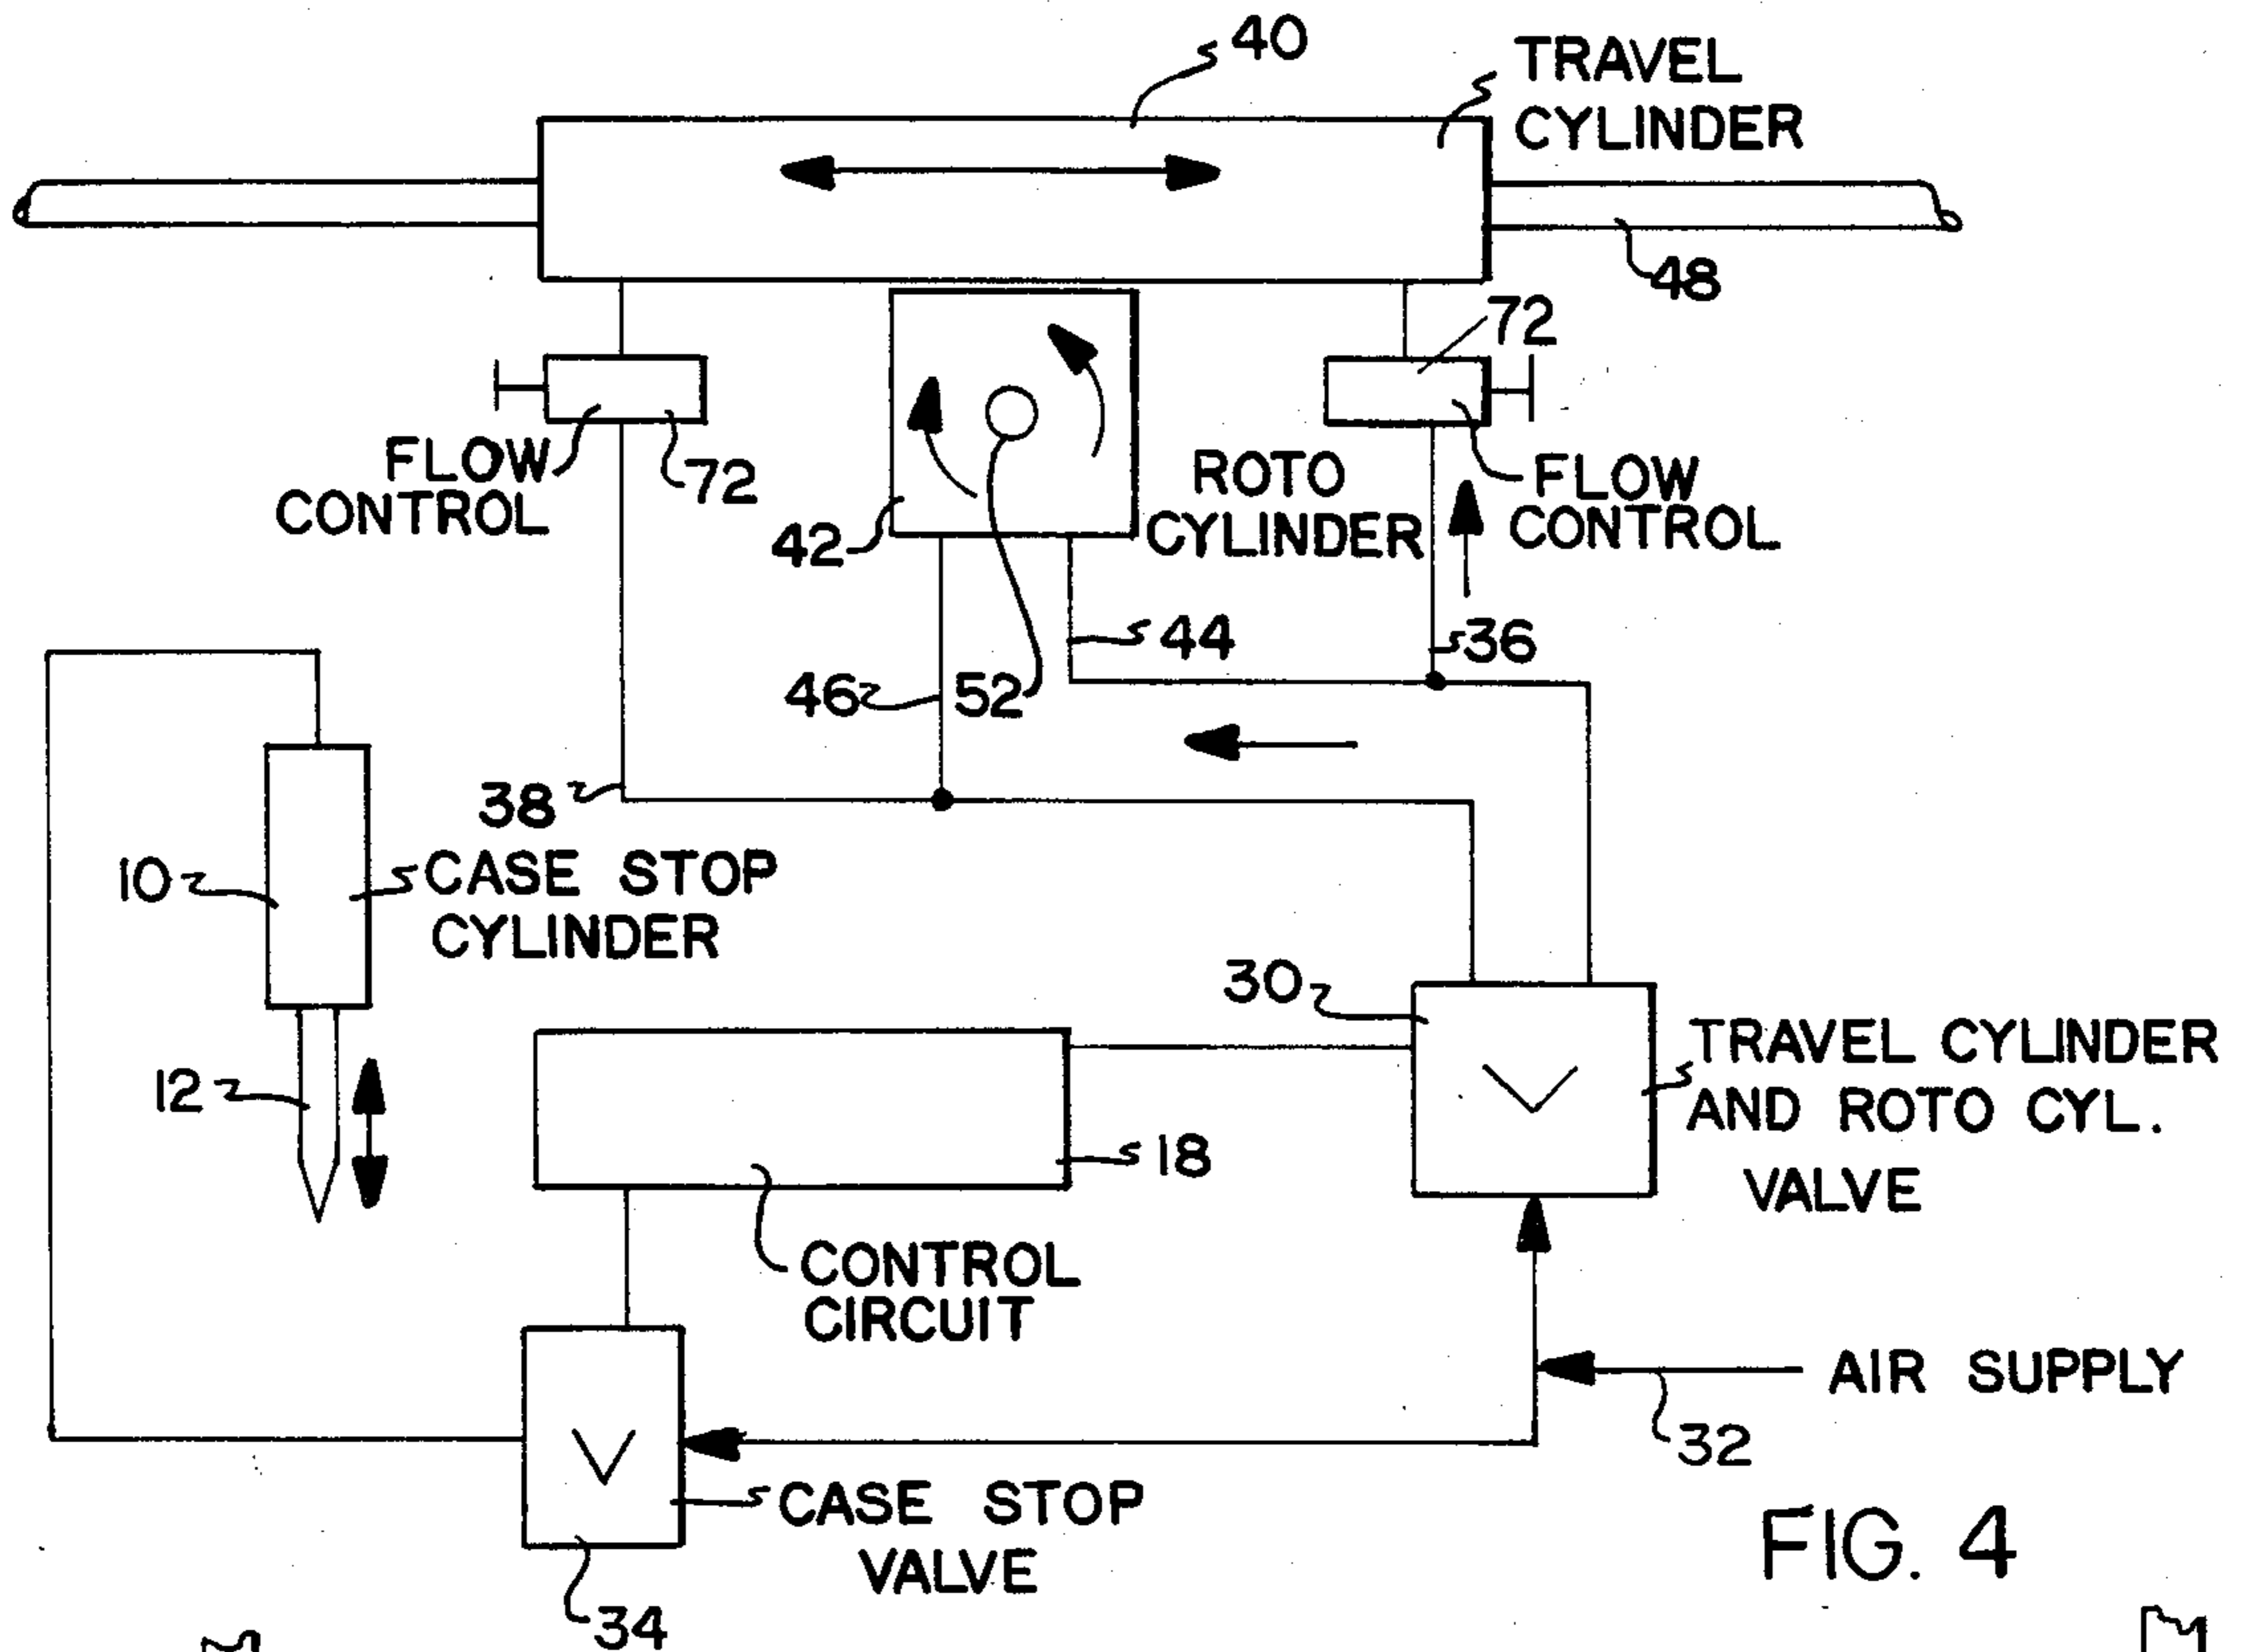 40
TRAVEL
CYLINDER
48
72
FLOW
CONTROL
72
42
ROTO
CYLINDER
FLOW
CONTROL
44
36
46
52
38
10
CASE STOP
CYLINDER
30
12
18
TRAVEL CYLINDER
AND ROTO CYL.
VALVE
CONTROL
CIRCUIT
AIR SUPPLY
32
CASE STOP
VALVE
34
FIG. 4